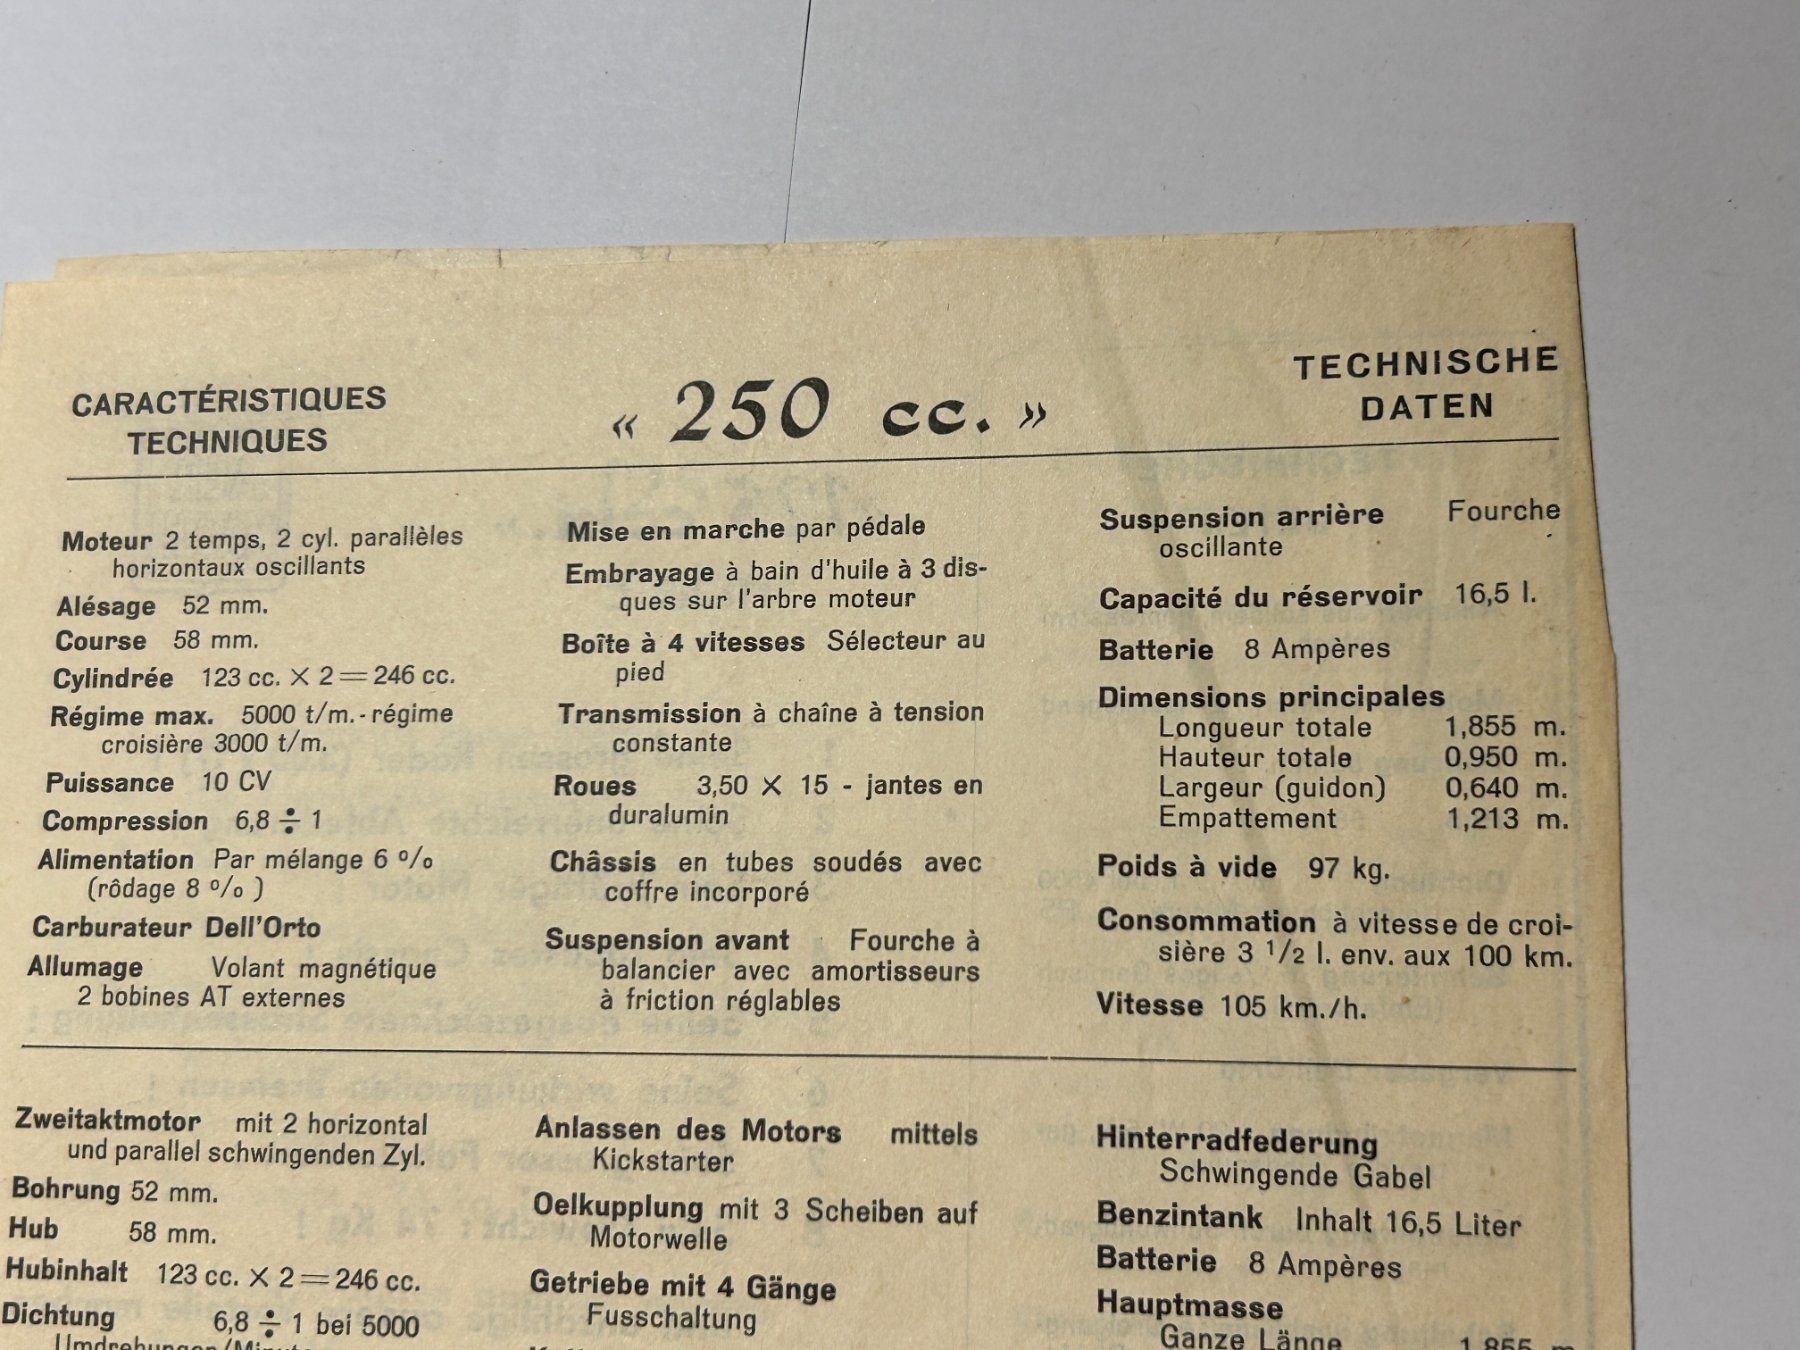 CARACTÉRISTIQUES
TECHNIQUES
« 250 cc. »
TECHNISCHE
DATEN
Moteur 2 temps, 2 cyl. parallèles
horizontaux oscillants
Alésage 52 mm.
Course 58 mm.
Cylindrée 123 cc. × 2 = 246 cc.
Régime max. 5000 t/m. - régime
croisière 3000 t/m.
Puissance 10 CV
Compression 6,8 ÷ 1
Alimentation Par mélange 6 %
(rôdage 8 % )
Carburateur Dell'Orto
Allumage Volant magnétique
2 bobines AT externes
Mise en marche par pédale
Embrayage à bain d'huile à 3 dis-
ques sur l'arbre moteur
Boîte à 4 vitesses Sélecteur au
pied
Transmission à chaîne à tension
constante
Roues 3,50 × 15 - jantes en
duralumin
Châssis en tubes soudés avec
coffre incorporé
Suspension avant Fourche à
balancier avec amortisseurs
à friction réglables
Suspension arrière Fourche
oscillante
Capacité du réservoir 16,5 l.
Batterie 8 Ampères
Dimensions principales
Longueur totale 1,855 m.
Hauteur totale 0,950 m.
Largeur (guidon) 0,640 m.
Empattement 1,213 m.
Poids à vide 97 kg.
Consommation à vitesse de croi-
sière 3 1/2 l. env. aux 100 km.
Vitesse 105 km./h.
Zweitaktmotor mit 2 horizontal
und parallel schwingenden Zyl.
Bohrung 52 mm.
Hub 58 mm.
Hubinhalt 123 cc. × 2 = 246 cc.
Dichtung 6,8 ÷ 1 bei 5000
Umdrehungen/Minute
Anlassen des Motors mittels
Kickstarter
Oelkupplung mit 3 Scheiben auf
Motorwelle
Getriebe mit 4 Gänge
Fusschaltung
Hinterradfederung
Schwingende Gabel
Benzintank Inhalt 16,5 Liter
Batterie 8 Ampères
Hauptmasse
Ganze Länge 1,855 m